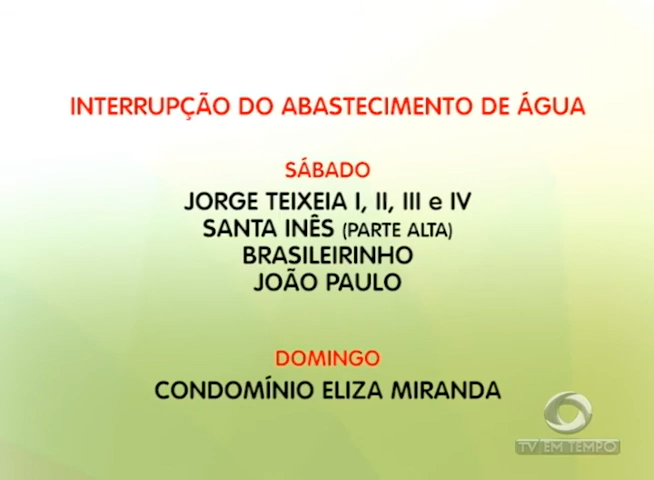 INTERRUPÇÃO DO ABASTECIMENTO DE ÁGUA
SÁBADO
JORGE TEIXEIA I, II, III e IV
SANTA INÊS (PARTE ALTA)
BRASILEIRINHO
JOÃO PAULO
DOMINGO
CONDOMÍNIO ELIZA MIRANDA
TV EM TEMPO